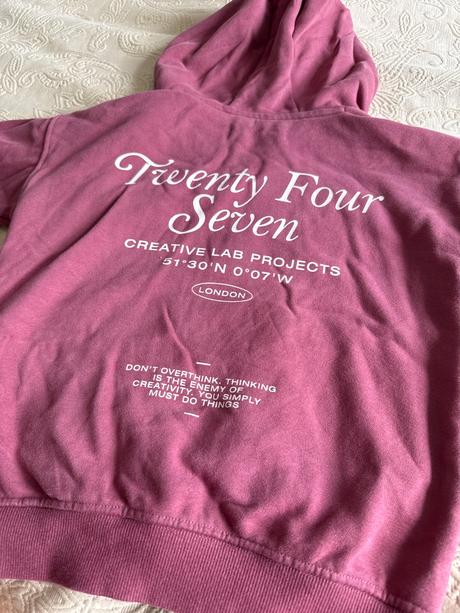 Twenty Four
Seven
CREATIVE LAB PROJECTS
51°30'N 0°07'W
LONDON
DON'T OVERTHINK. THINKING
IS THE ENEMY OF
CREATIVITY. YOU SIMPLY
MUST DO THINGS